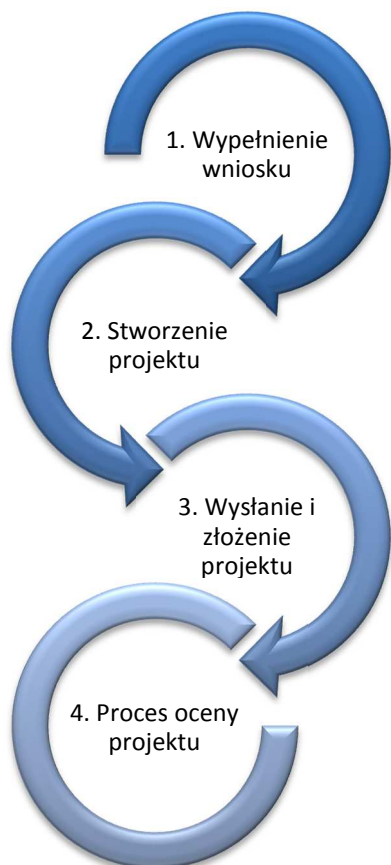 1. Wypełnienie
wniosku
2. Stworzenie
projektu
3. Wysłanie i
złożenie
projektu
4. Proces oceny
projektu